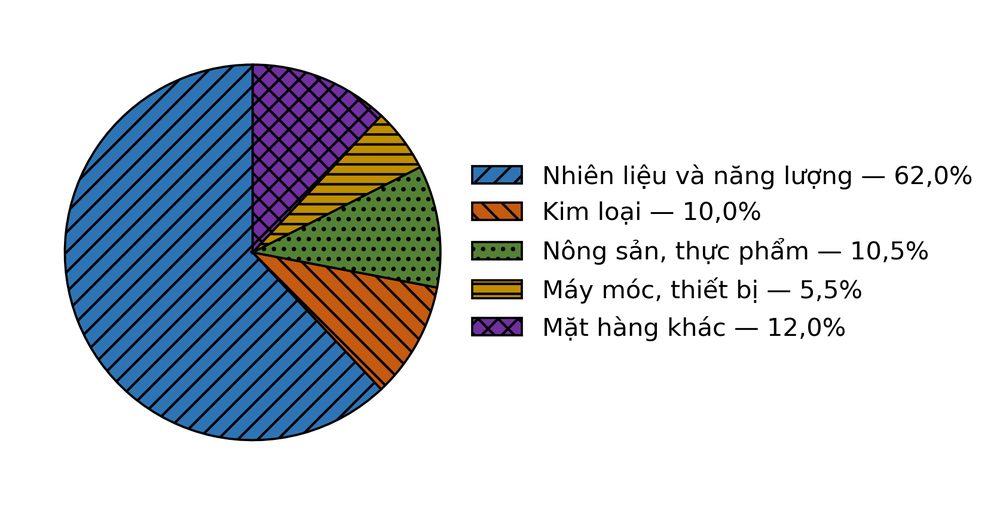 Nhiên liệu và năng lượng — 62,0%
Kim loại — 10,0%
Nông sản, thực phẩm — 10,5%
Máy móc, thiết bị — 5,5%
Mặt hàng khác — 12,0%